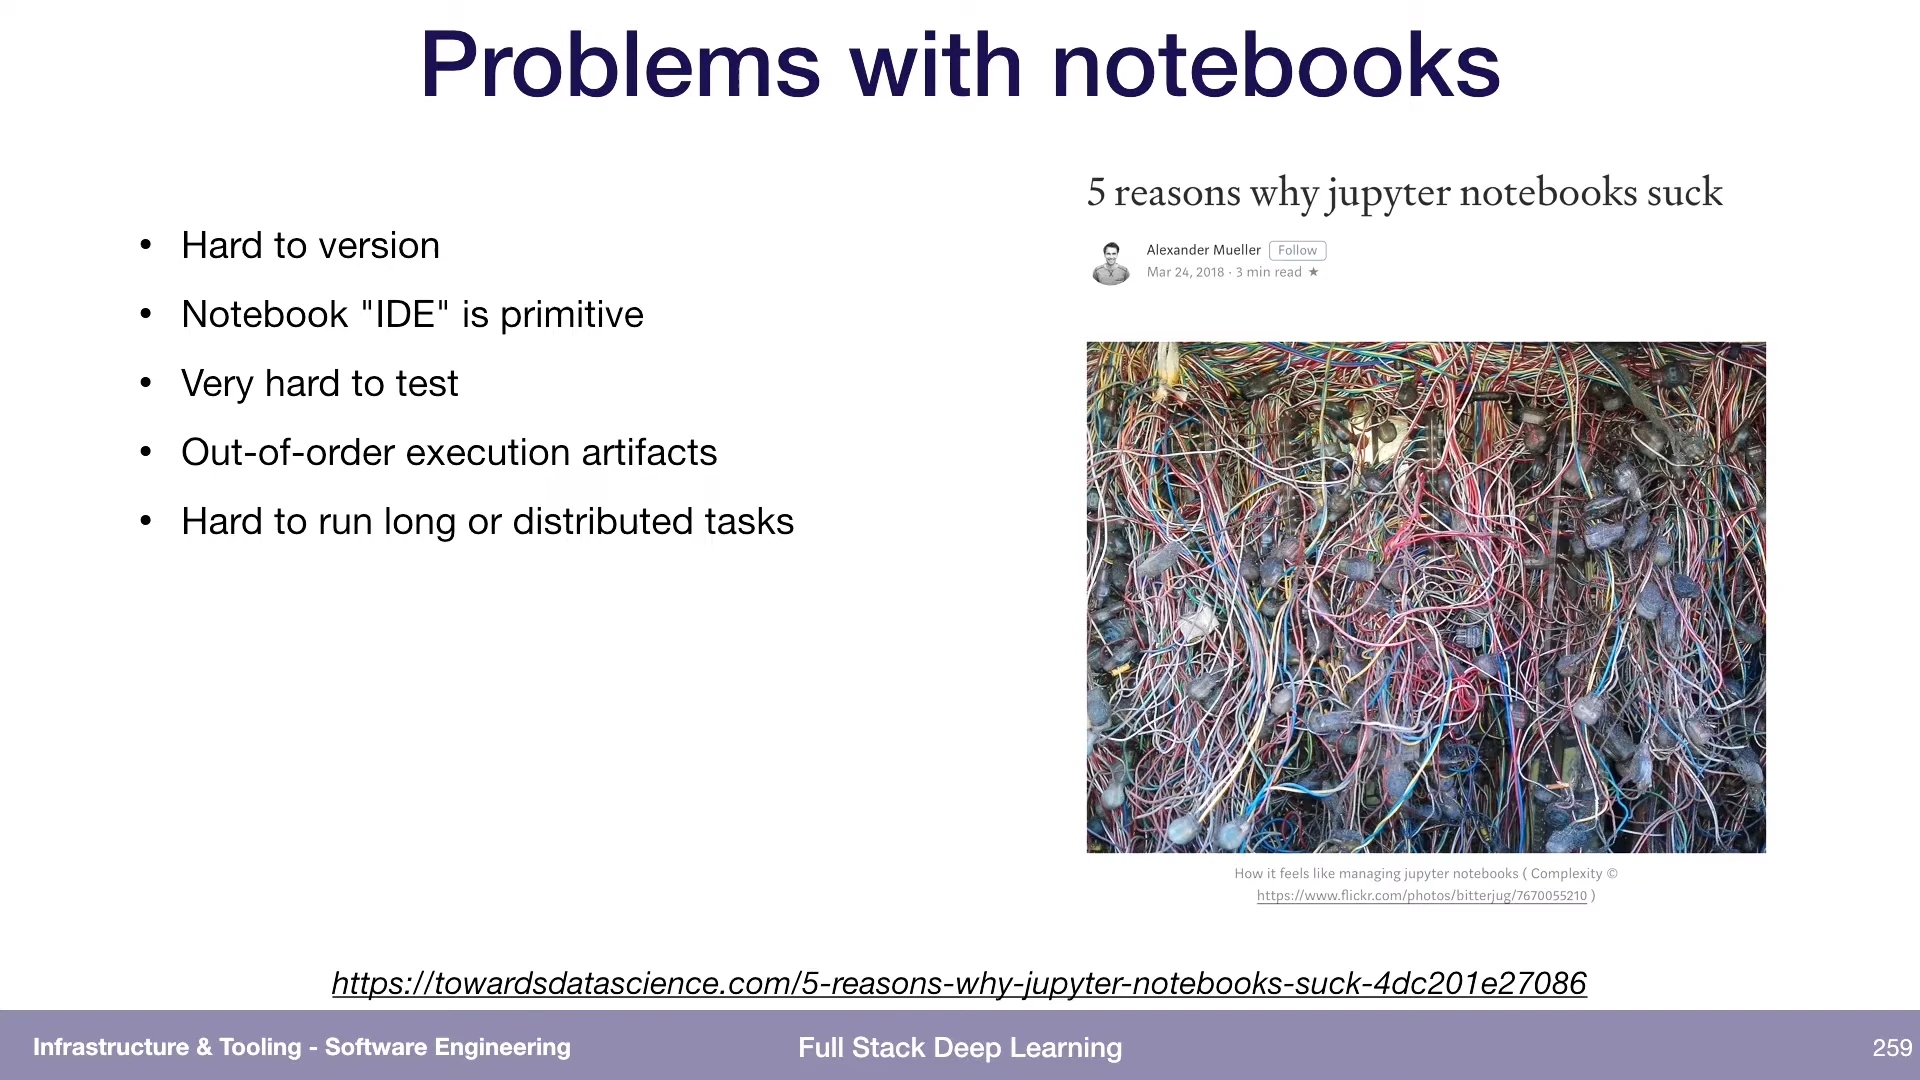 Problems with notebooks
• Hard to version
• Notebook "IDE" is primitive
• Very hard to test
• Out-of-order execution artifacts
• Hard to run long or distributed tasks
5 reasons why jupyter notebooks suck
Alexander Mueller Follow
Mar 24, 2018 · 3 min read ★
How it feels like managing jupyter notebooks ( Complexity ©
https://www.flickr.com/photos/bitterjug/7670055210 )
https://towardsdatascience.com/5-reasons-why-jupyter-notebooks-suck-4dc201e27086
Infrastructure & Tooling - Software Engineering
Full Stack Deep Learning
259